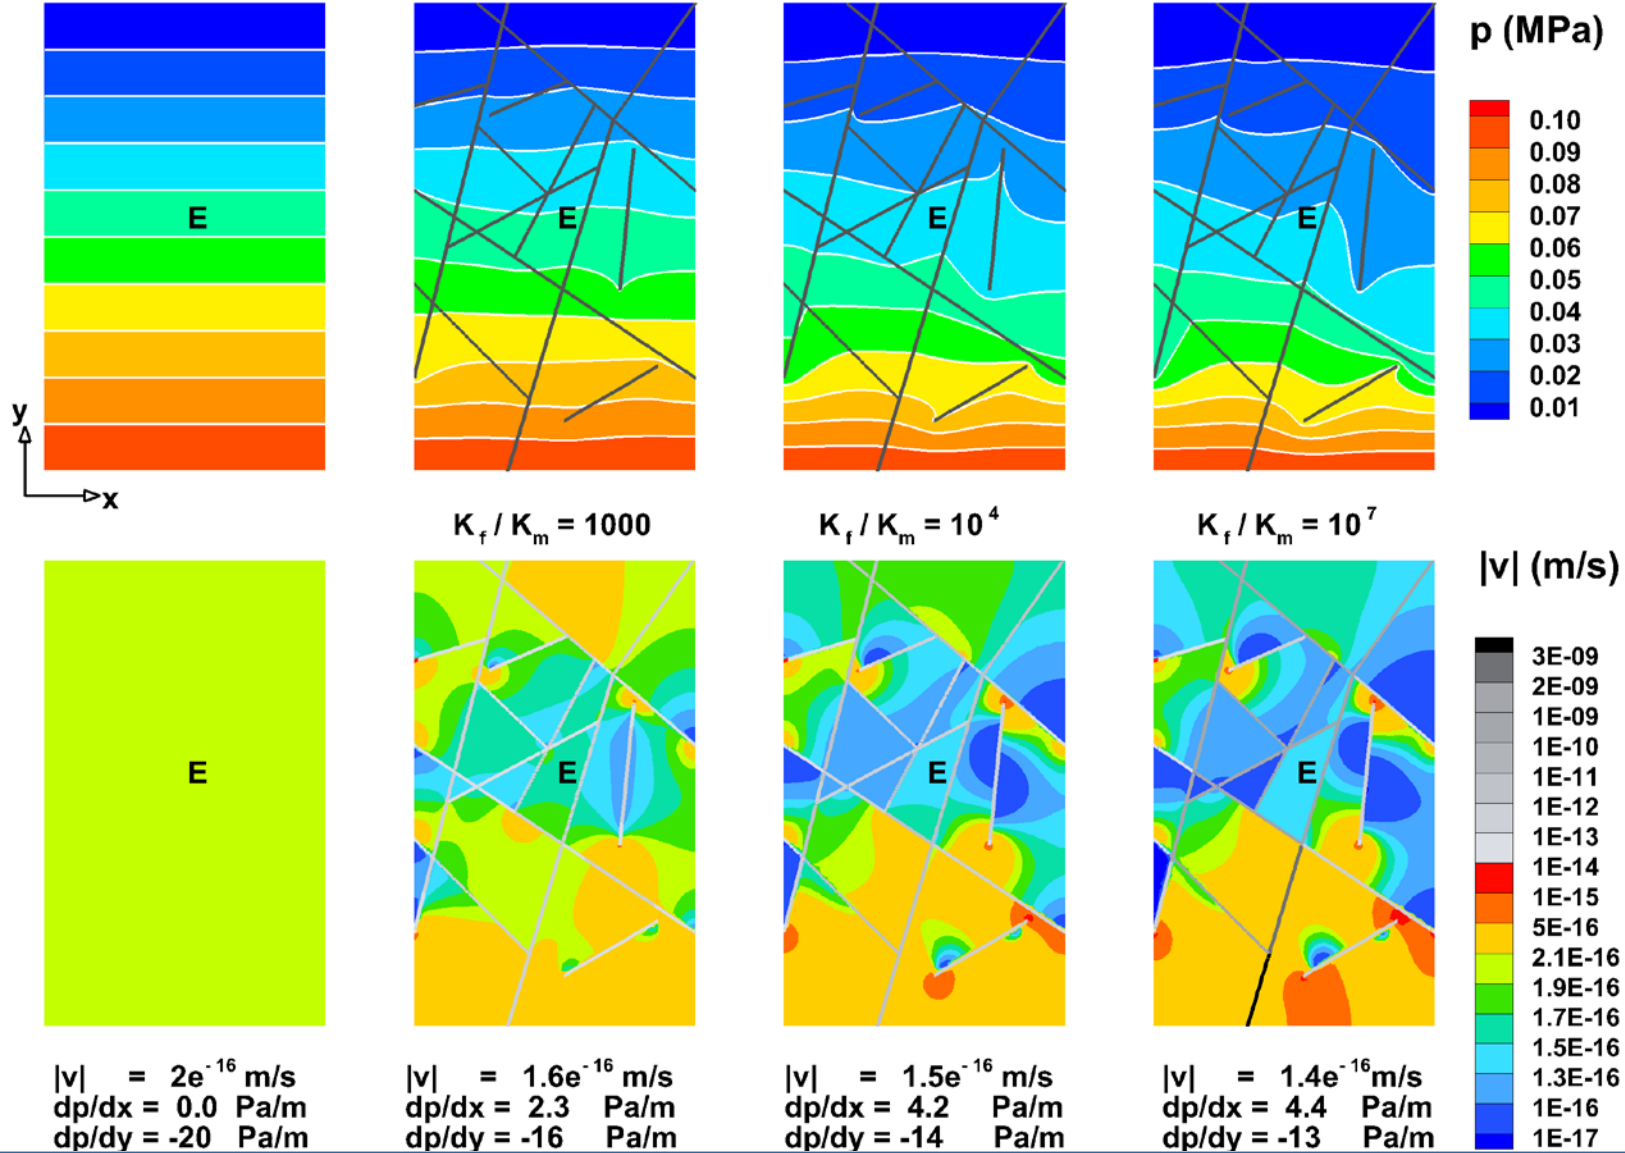 p (MPa)
0.10
0.09
0.08
0.07
0.06
0.05
0.04
0.03
0.02
0.01
E
E
E
E
y
x
K f / K m = 1000
K f / K m = 10 4
K f / K m = 10 7
|v| (m/s)
3E-09
2E-09
1E-09
1E-10
1E-11
1E-12
1E-13
1E-14
1E-15
5E-16
2.1E-16
1.9E-16
1.7E-16
1.5E-16
1.3E-16
1E-16
1E-17
E
E
E
E
|v| = 2e-16 m/s
dp/dx = 0.0 Pa/m
dp/dy = -20 Pa/m
|v| = 1.6e-16 m/s
dp/dx = 2.3 Pa/m
dp/dy = -16 Pa/m
|v| = 1.5e-16 m/s
dp/dx = 4.2 Pa/m
dp/dy = -14 Pa/m
|v| = 1.4e-16 m/s
dp/dx = 4.4 Pa/m
dp/dy = -13 Pa/m